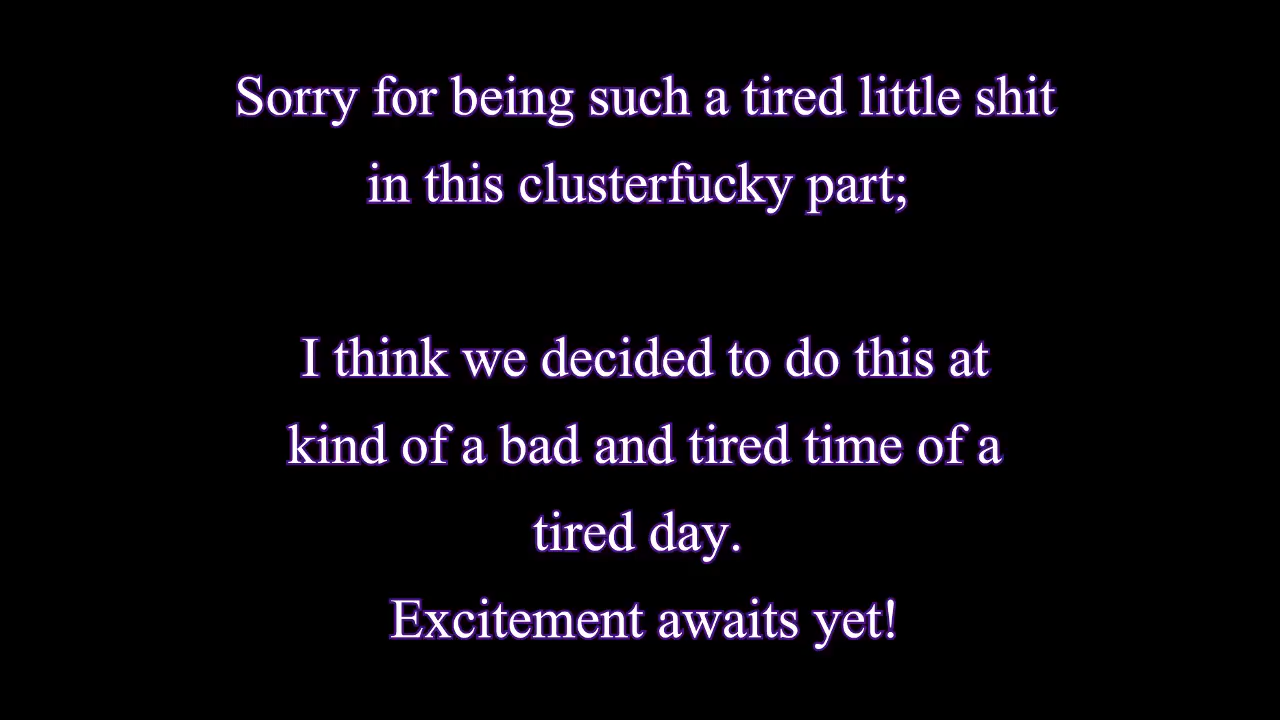 Sorry for being such a tired little shit
in this clusterfucky part;
I think we decided to do this at
kind of a bad and tired time of a
tired day.
Excitement awaits yet!